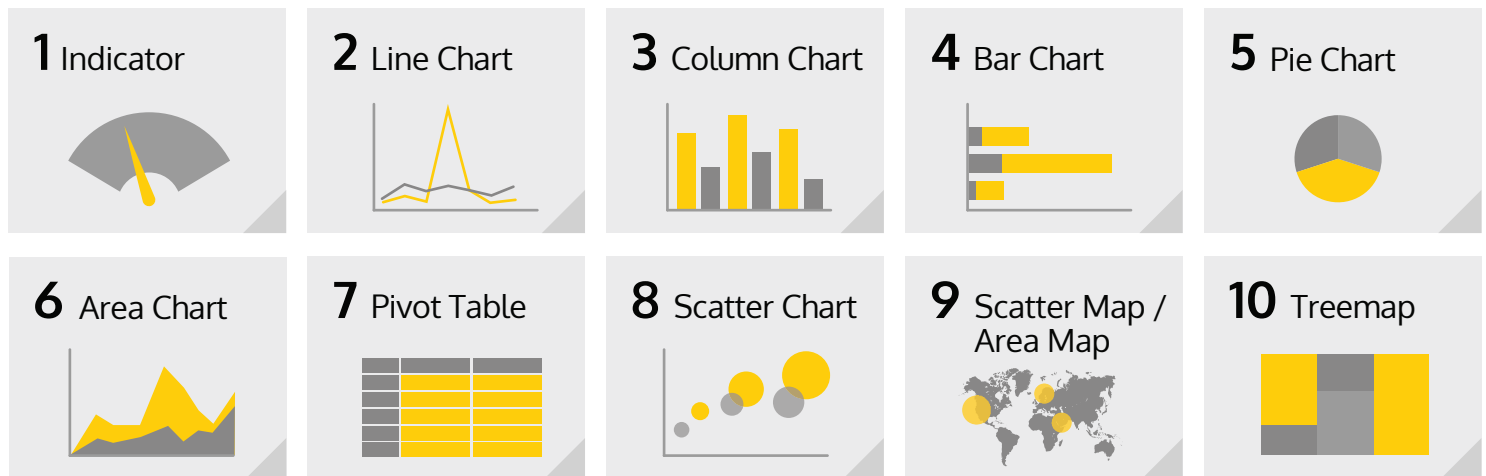 1 Indicator
2 Line Chart
3 Column Chart
4 Bar Chart
5 Pie Chart
6 Area Chart
7 Pivot Table
8 Scatter Chart
9 Scatter Map /
Area Map
10 Treemap